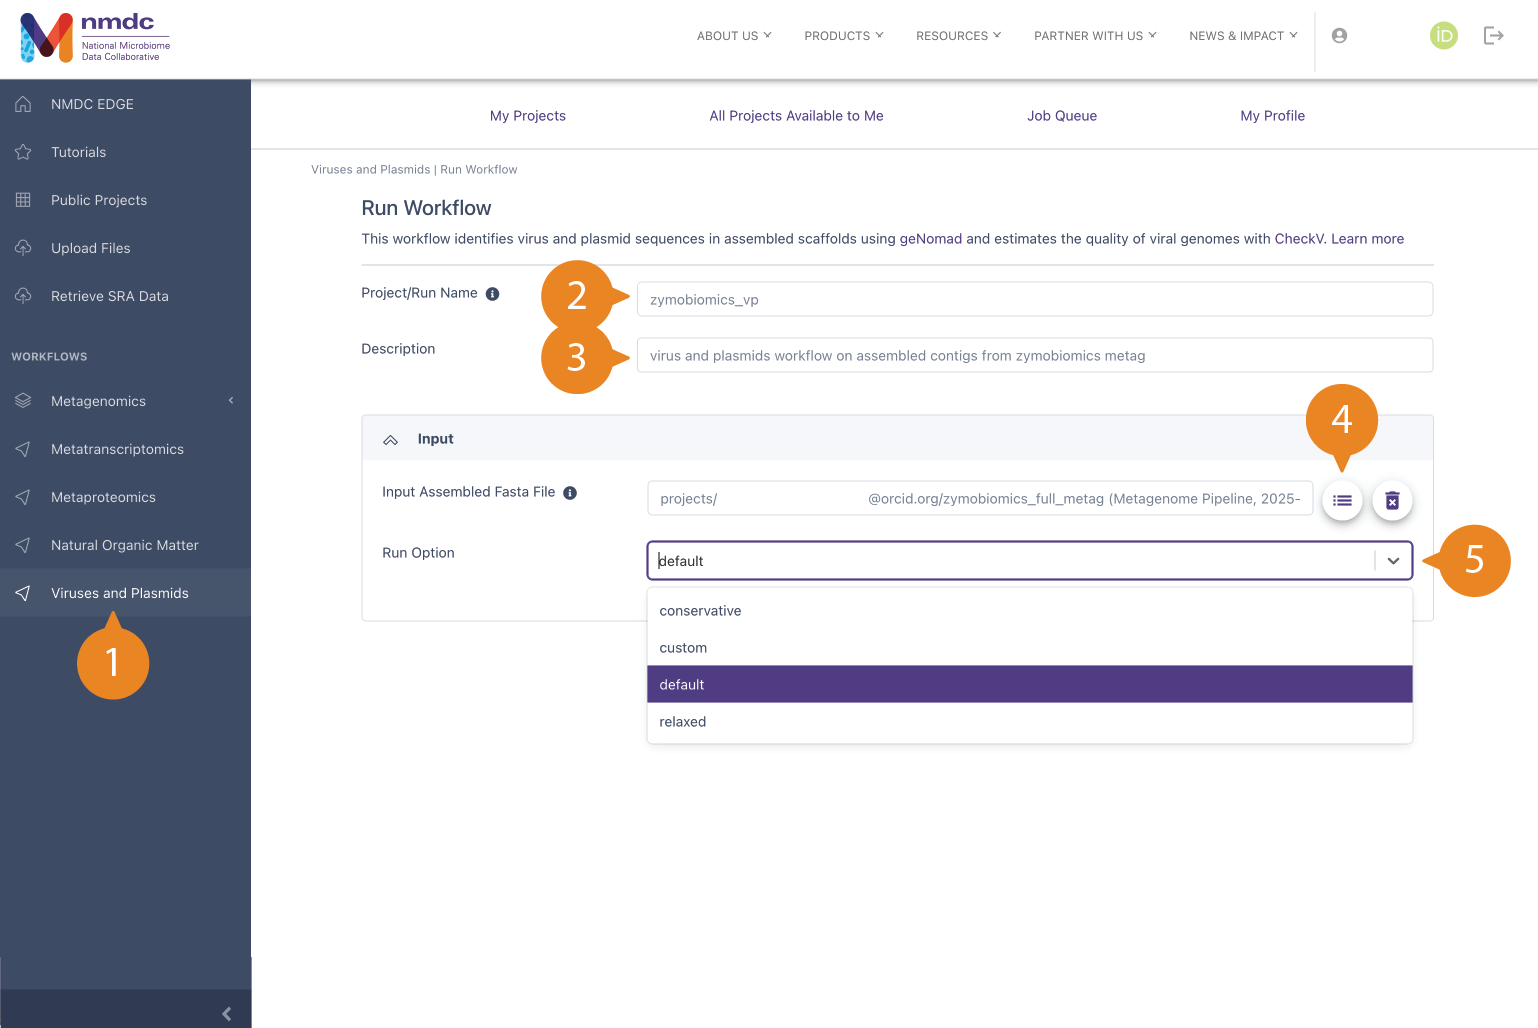 nmdc
National Microbiome
Data Collaborative
ABOUT US
PRODUCTS
RESOURCES
PARTNER WITH US
NEWS & IMPACT
iD
NMDC EDGE
Tutorials
Public Projects
Upload Files
Retrieve SRA Data
WORKFLOWS
Metagenomics
Metatranscriptomics
Metaproteomics
Natural Organic Matter
Viruses and Plasmids
1
My Projects
All Projects Available to Me
Job Queue
My Profile
Viruses and Plasmids | Run Workflow
Run Workflow
This workflow identifies virus and plasmid sequences in assembled scaffolds using geNomad and estimates the quality of viral genomes with CheckV. Learn more
Project/Run Name
2
zymobiomics_vp
Description
3
virus and plasmids workflow on assembled contigs from zymobiomics metag
4
Input
Input Assembled Fasta File
projects/ @orcid.org/zymobiomics_full_metag (Metagenome Pipeline, 2025-
Run Option
default
5
conservative
custom
default
relaxed